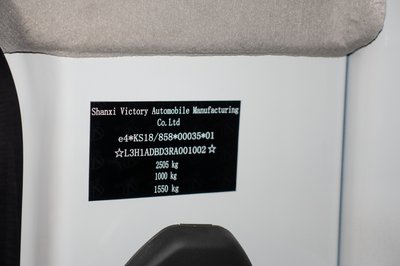 Shanxi Victory Automobile Manufacturing
Co.Ltd
e4*KS18/858*00035*01
☆L3H1ADBD3RA001002☆
2505 kg
1000 kg
1550 kg